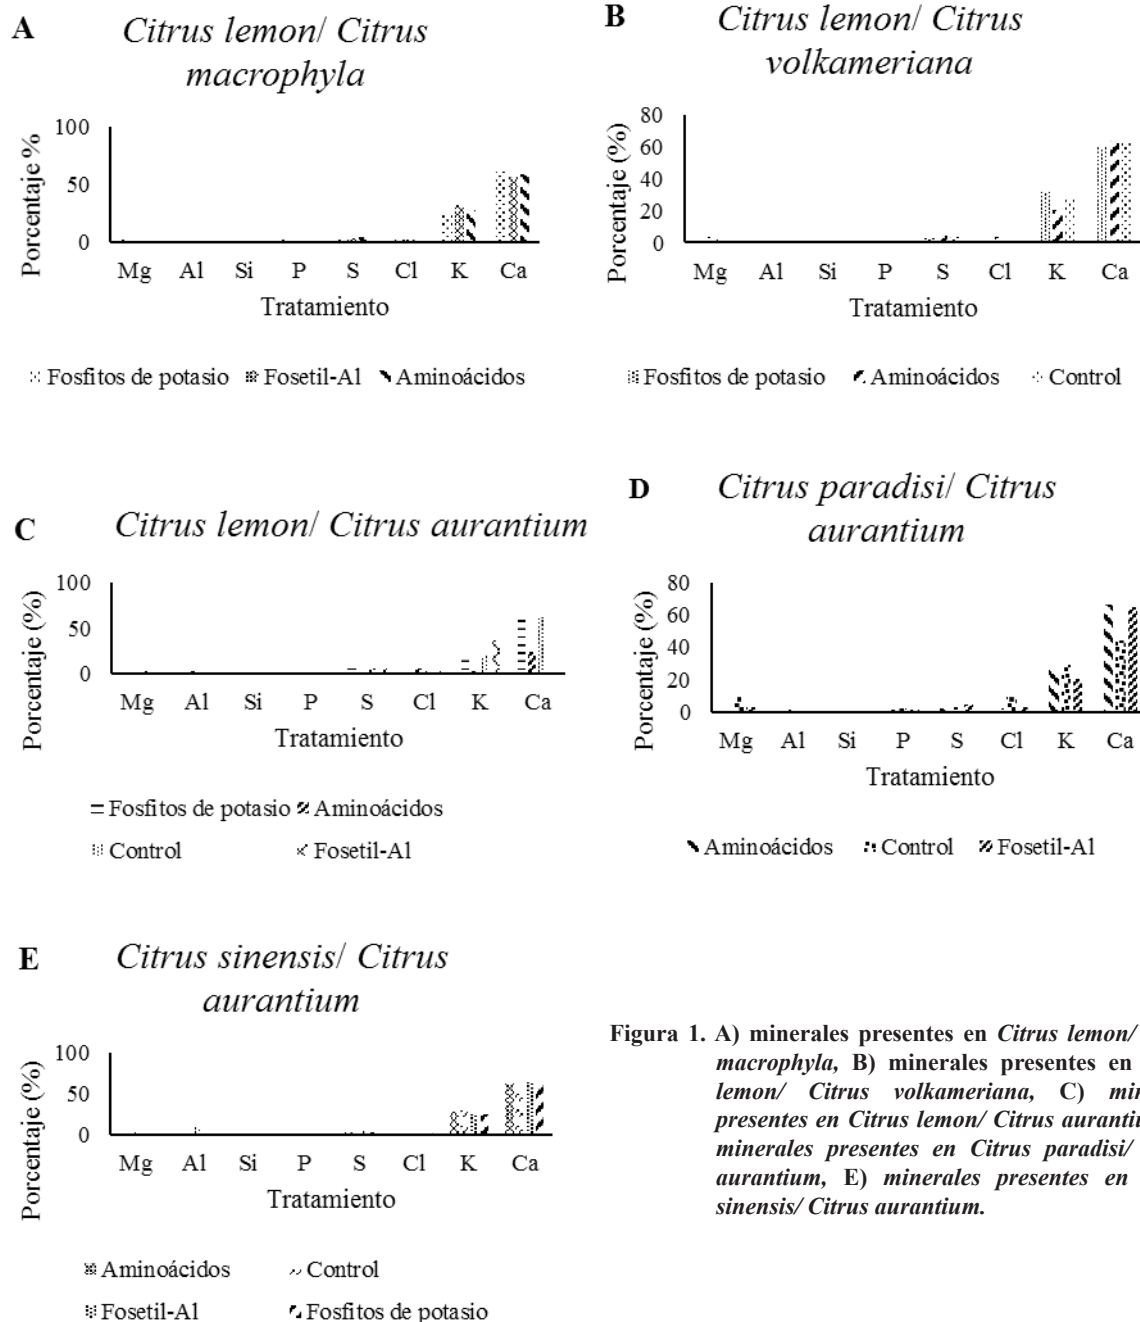 A
Citrus lemon/ Citrus
macrophyla
Porcentaje %
100
50
0
Mg Al Si P S Cl K Ca
Tratamiento
Fosfitos de potasio Fosetil-Al Aminoácidos
B
Citrus lemon/ Citrus
volkameriana
Porcentaje (%)
80
60
40
20
0
Mg Al Si P S Cl K Ca
Tratamiento
Fosfitos de potasio Aminoácidos Control
C
Citrus lemon/ Citrus aurantium
Porcentaje (%)
100
50
0
Mg Al Si P S Cl K Ca
Tratamiento
Fosfitos de potasio Aminoácidos
Control Fosetil-Al
D
Citrus paradisi/ Citrus
aurantium
Porcentaje (%)
80
60
40
20
0
Mg Al Si P S Cl K Ca
Tratamiento
Aminoácidos Control Fosetil-Al
E
Citrus sinensis/ Citrus
aurantium
Porcentaje (%)
100
50
0
Mg Al Si P S Cl K Ca
Tratamiento
Aminoácidos Control
Fosetil-Al Fosfitos de potasio
Figura 1. A) minerales presentes en Citrus lemon/
macrophyla, B) minerales presentes en
lemon/ Citrus volkameriana, C)
presentes en Citrus lemon/ Citrus
minerales presentes en Citrus paradisi/
aurantium, E) minerales presentes en
sinensis/ Citrus aurantium.